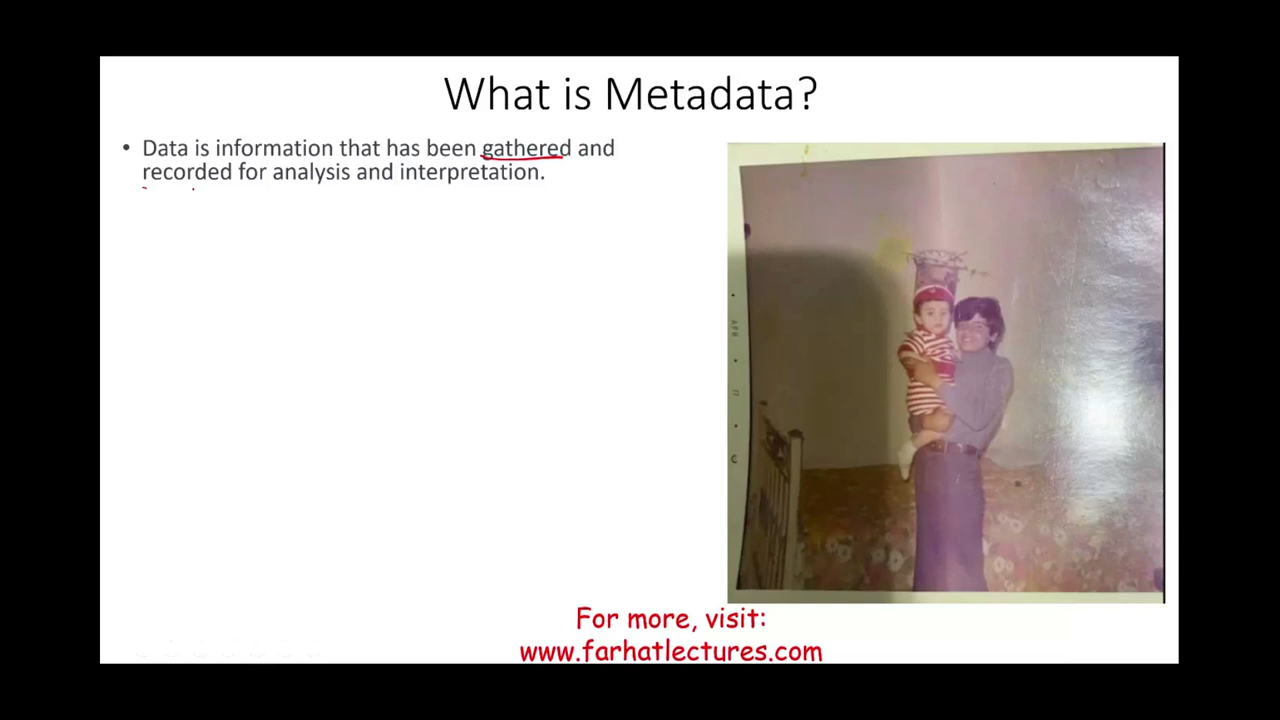 What is Metadata?
• Data is information that has been gathered and
recorded for analysis and interpretation.
APR
For more, visit:
www.farhatlectures.com